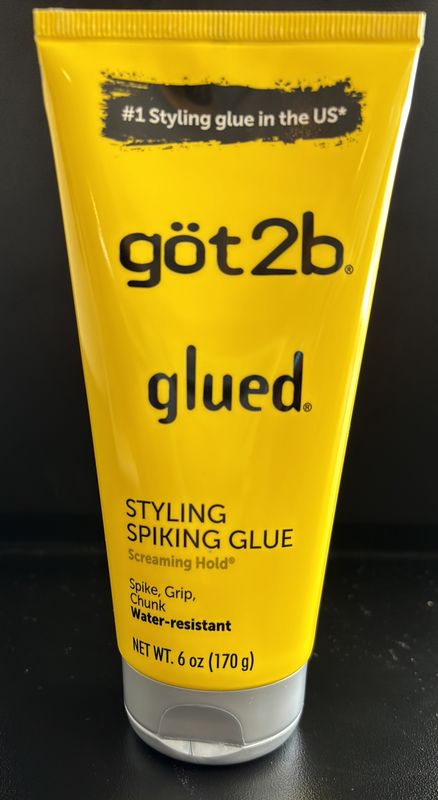 #1 Styling glue in the US*
göt2b®
glued®
STYLING
SPIKING GLUE
Screaming Hold®
Spike, Grip,
Chunk
Water-resistant
NET WT. 6 oz (170 g)